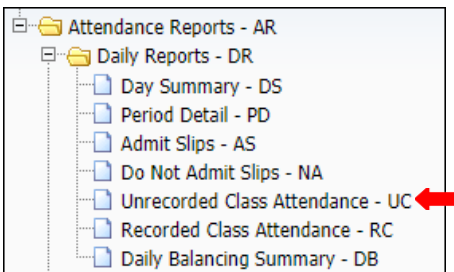 Attendance Reports - AR
Daily Reports - DR
Day Summary - DS
Period Detail - PD
Admit Slips - AS
Do Not Admit Slips - NA
Unrecorded Class Attendance - UC
Recorded Class Attendance - RC
Daily Balancing Summary - DB